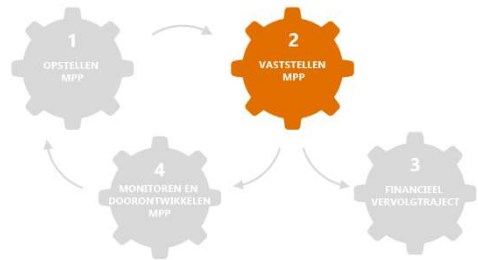 1
OPSTELLEN
MPP
2
VASTSTELLEN
MPP
3
FINANCIEEL
VERVOLGTRAJECT
4
MONITOREN EN
DOORONTWIKKELEN
MPP